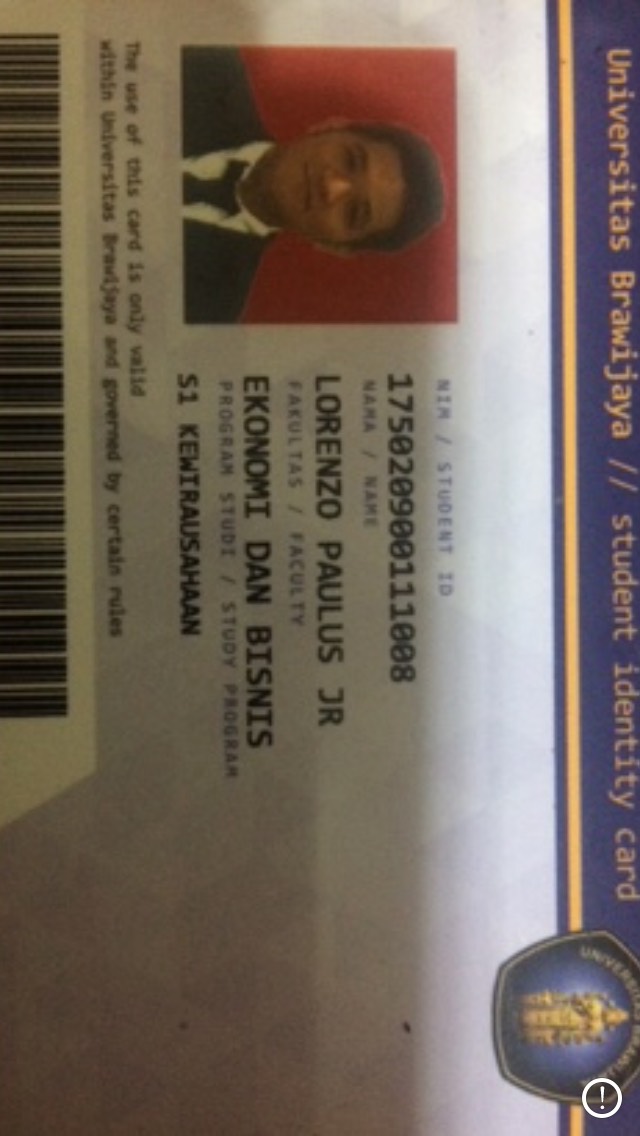 Universitas Brawijaya // student identity card
NIM / STUDENT ID
175020900111008
NAMA / NAME
LORENZO PAULUS JR
FAKULTAS / FACULTY
EKONOMI DAN BISNIS
PROGRAM STUDI / STUDY PROGRAM
S1 KEWIRAUSAHAAN
The use of this card is only valid
within Universitas Brawijaya and governed by certain rules